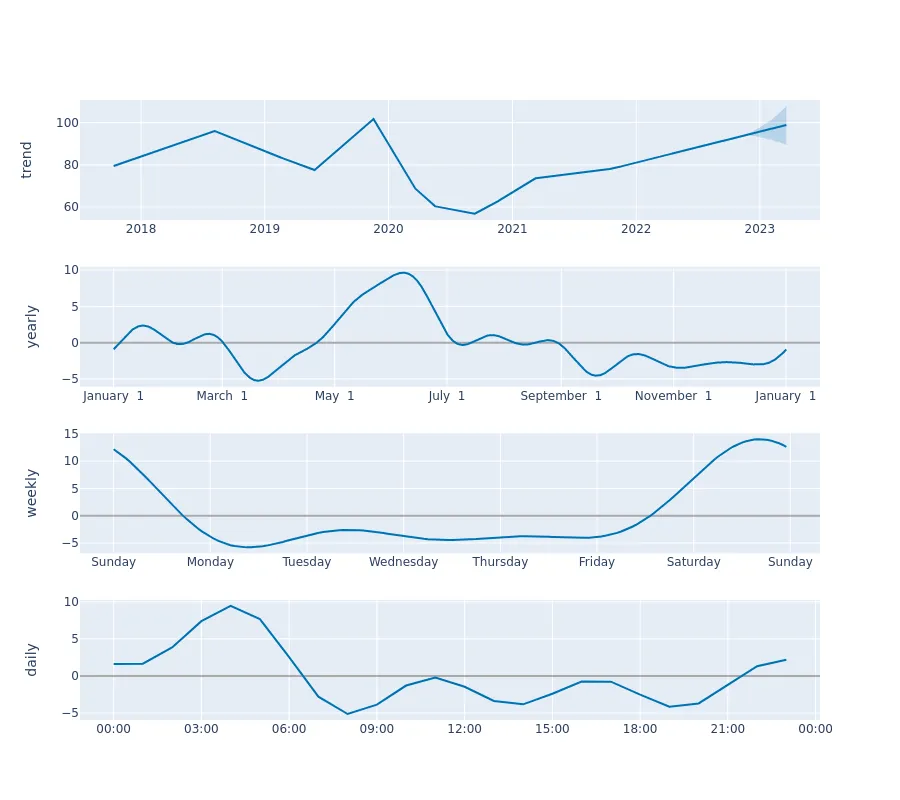 trend
100
80
60
2018 2019 2020 2021 2022 2023
yearly
10
5
0
−5
January 1 March 1 May 1 July 1 September 1 November 1 January 1
weekly
15
10
5
0
−5
Sunday Monday Tuesday Wednesday Thursday Friday Saturday Sunday
daily
10
5
0
−5
00:00 03:00 06:00 09:00 12:00 15:00 18:00 21:00 00:00